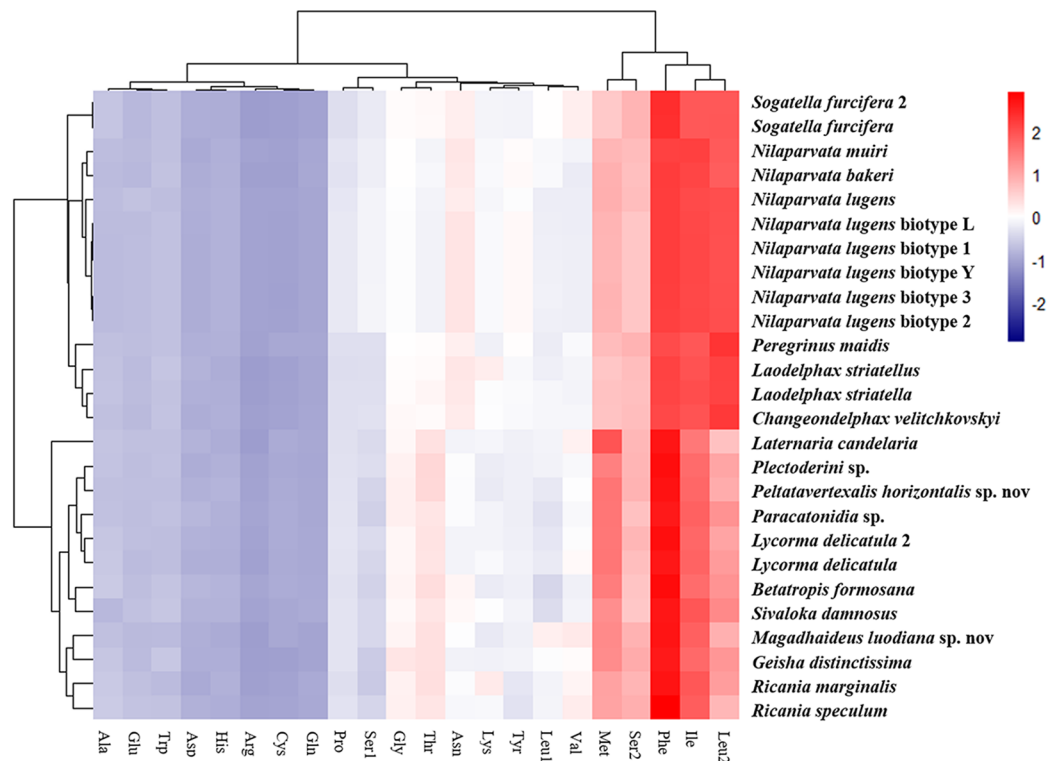 Sogatella furcifera 2
Sogatella furcifera
Nilaparvata muiri
Nilaparvata bakeri
Nilaparvata lugens
Nilaparvata lugens biotype L
Nilaparvata lugens biotype 1
Nilaparvata lugens biotype Y
Nilaparvata lugens biotype 3
Nilaparvata lugens biotype 2
Peregrinus maidis
Laodelphax striatellus
Laodelphax striatella
Changeondelphax velitchkovskyi
Laternaria candelaria
Plectoderini sp.
Peltatavertexalis horizontalis sp. nov
Paracatonidia sp.
Lycorma delicatula 2
Lycorma delicatula
Betatropis formosana
Sivaloka damnosus
Magadhaideus luodiana sp. nov
Geisha distinctissima
Ricania marginalis
Ricania speculum
2
1
0
-1
-2
Ala Glu Trp Asp His Arg Cys Gln Pro Ser1 Gly Thr Asn Lys Tyr Leu1 Val Met Ser2 Phe Ile Leu2